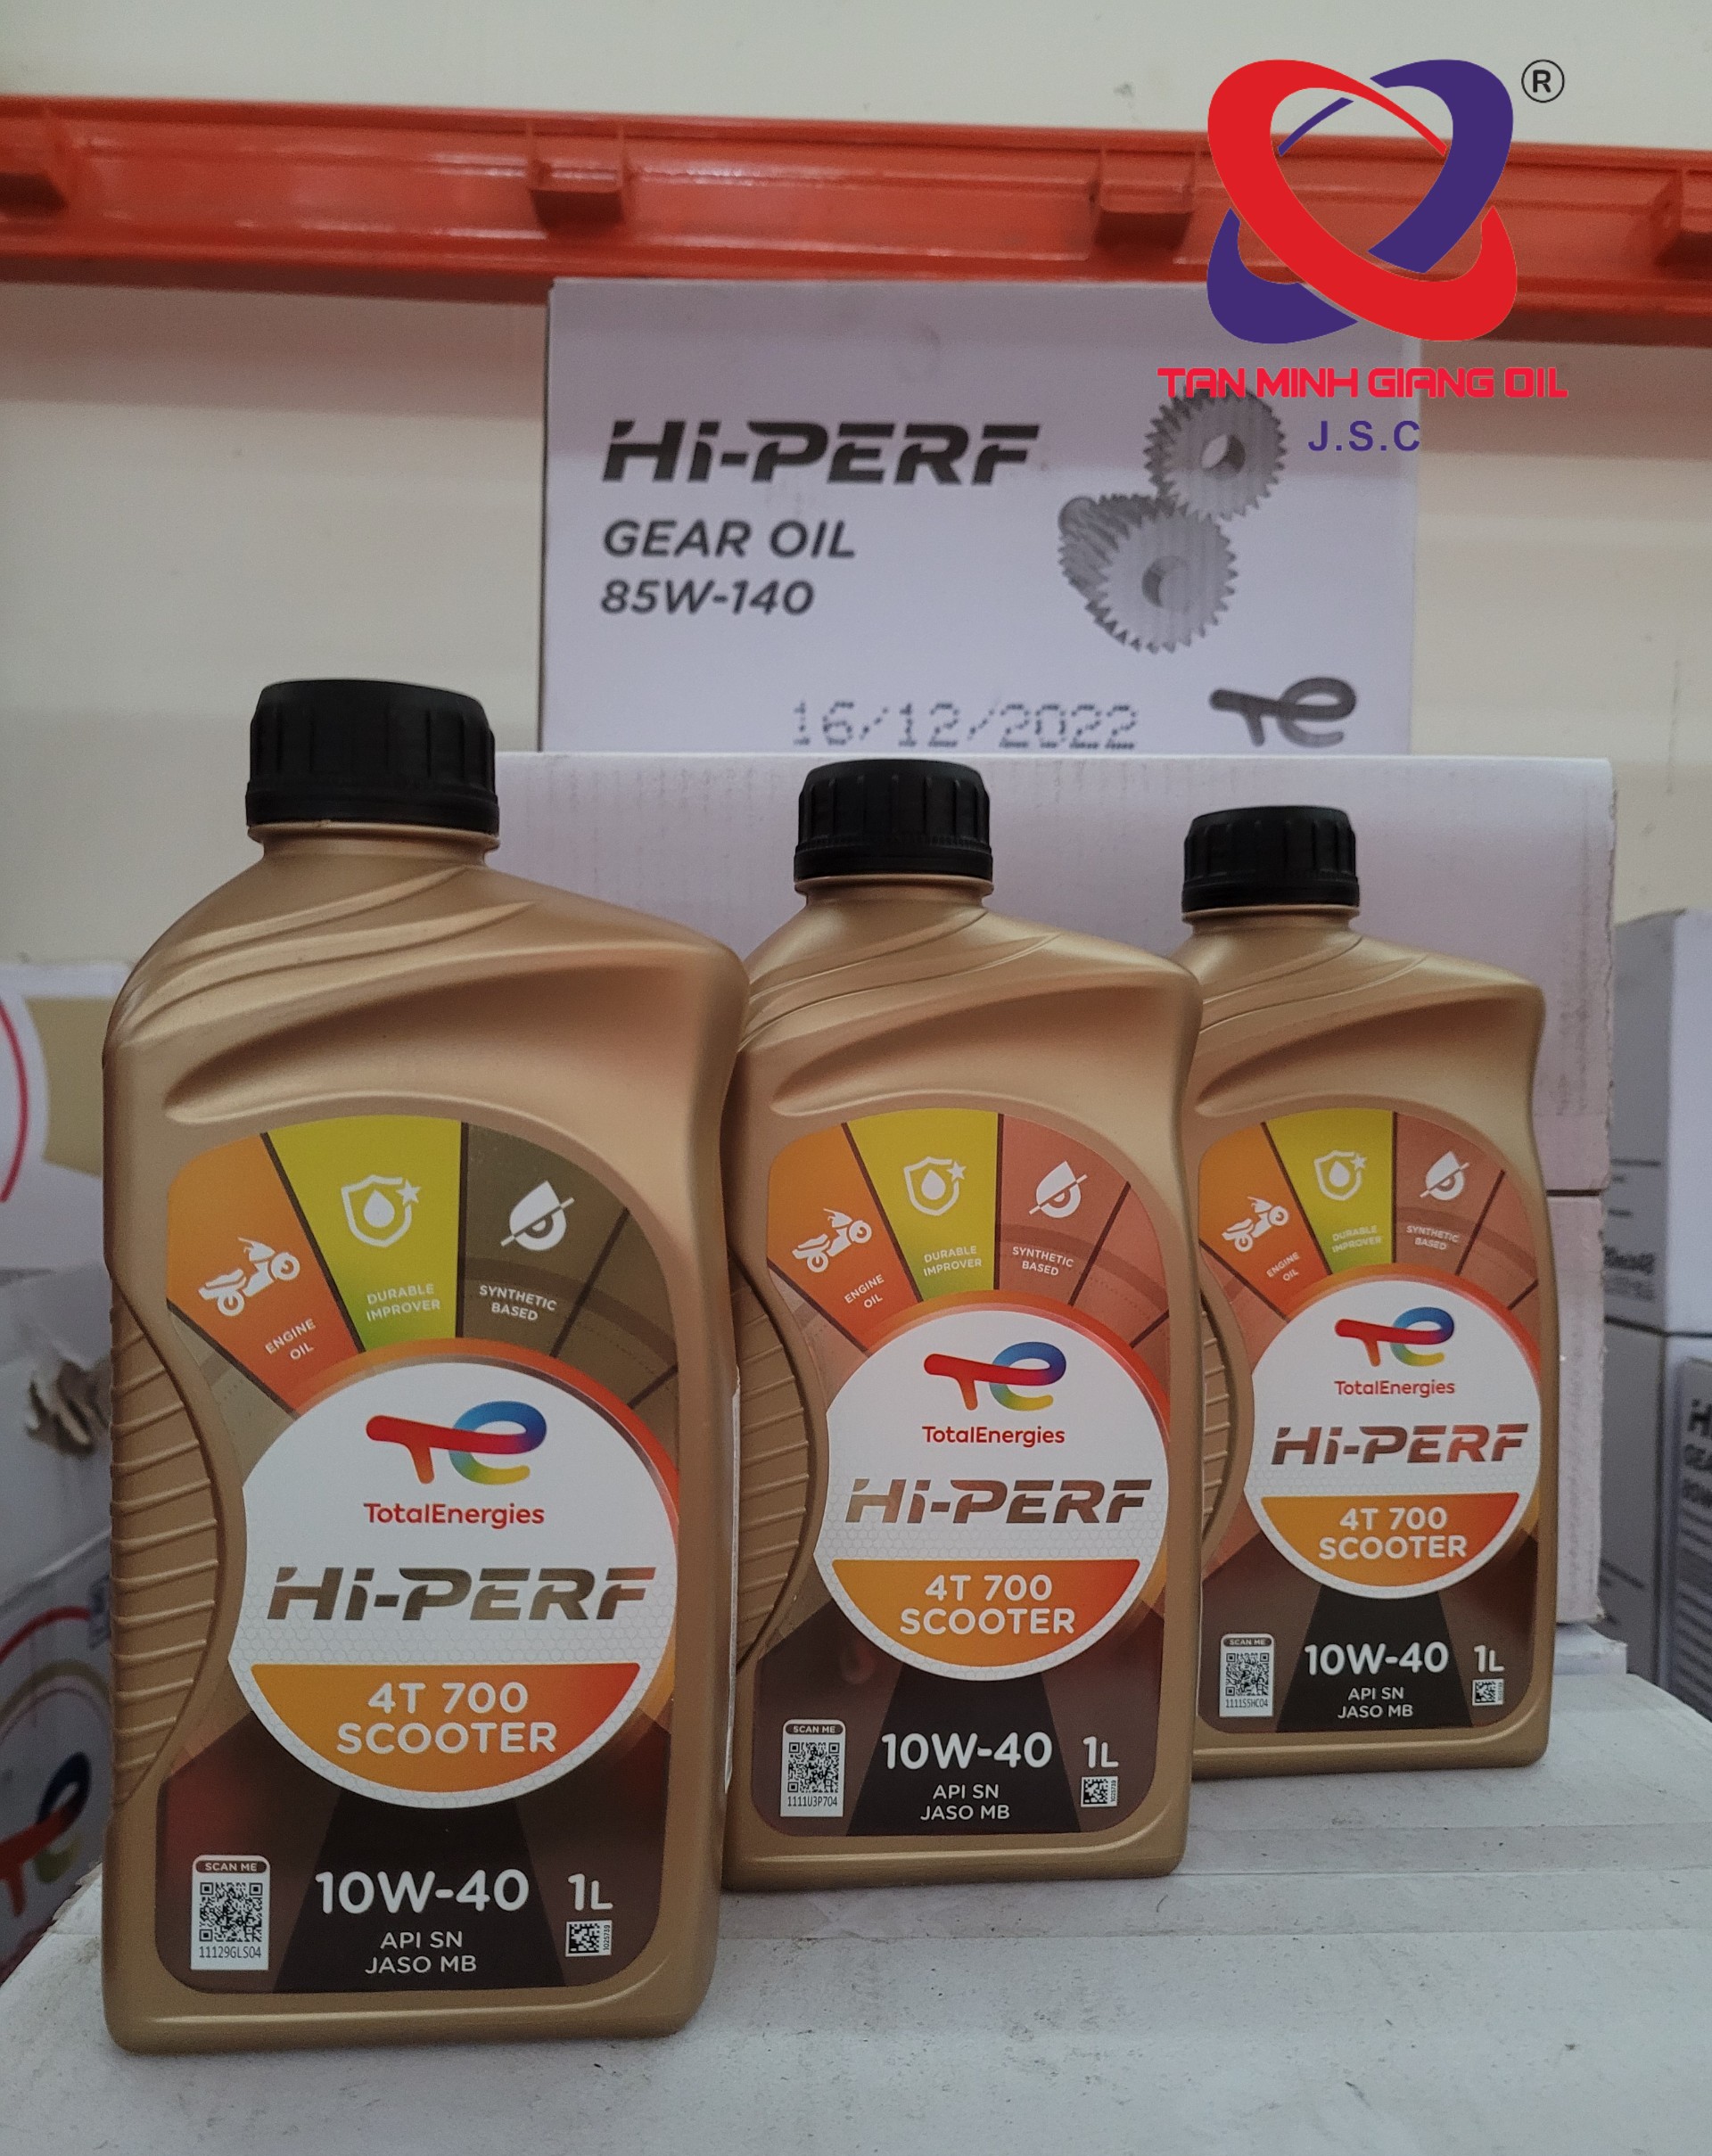 ®
TAN MINH GIANG OIL
J.S.C
Hi-PERF
GEAR OIL
85W-140
16/12/2022
ENGINE
OIL
DURABLE
IMPROVER
SYNTHETIC
BASED
TotalEnergies
Hi-PERF
4T 700
SCOOTER
SCAN ME
11129GLS04
10W-40 1L
API SN
JASO MB
ENGINE
OIL
DURABLE
IMPROVER
SYNTHETIC
BASED
TotalEnergies
Hi-PERF
4T 700
SCOOTER
SCAN ME
1111U3P704
10W-40 1L
API SN
JASO MB
ENGINE
OIL
DURABLE
IMPROVER
SYNTHETIC
BASED
TotalEnergies
Hi-PERF
4T 700
SCOOTER
SCAN ME
1111S5HC04
10W-40 1L
API SN
JASO MB